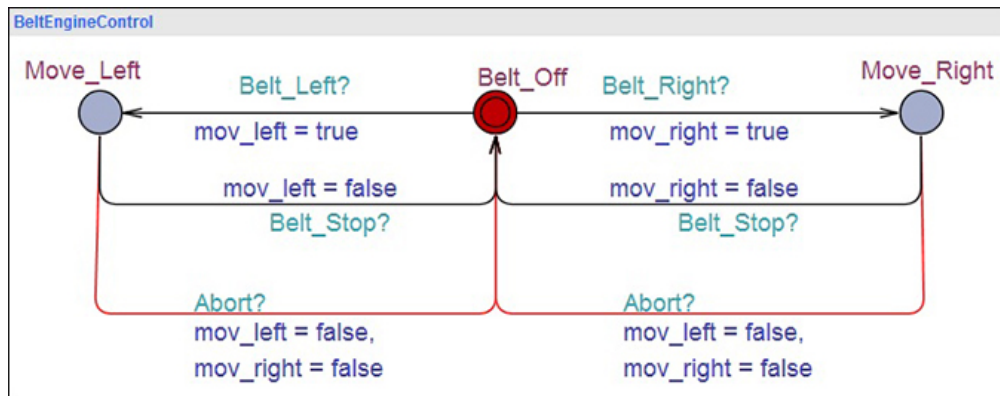 BeltEngineControl
Move_Left
Belt_Off
Move_Right
Belt_Left?
Belt_Right?
mov_left = true
mov_right = true
mov_left = false
mov_right = false
Belt_Stop?
Belt_Stop?
Abort?
Abort?
mov_left = false,
mov_left = false,
mov_right = false
mov_right = false